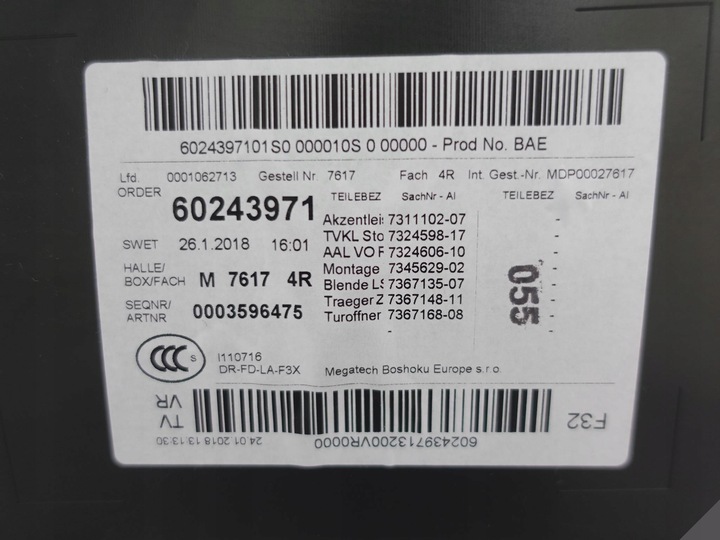 6024397101S0 000010S 0 00000 - Prod No. BAE
Lfd. 0001062713 Gestell Nr. 7617 Fach 4R Int. Gest.-Nr. MDP00027617
ORDER 60243971
TEILEBEZ SachNr - AI TEILEBEZ SachNr - AI
Akzentleis 7311102-07
TVKL Sto 7324598-17
SWET 26.1.2018 16:01
AAL VO F 7324606-10
Montage 7345629-02
HALLE/
BOX/FACH M 7617 4R
Blende LS 7367135-07
Traeger Z 7367148-11
Turoffner 7367168-08
055
SEQNR/
ARTNR 0003596475
CCC S
I110716
DR-FD-LA-F3X
Megatech Boshoku Europe s.r.o.
F32
602439713200VR0000
TV
VR
24.01.2018 13:13:30